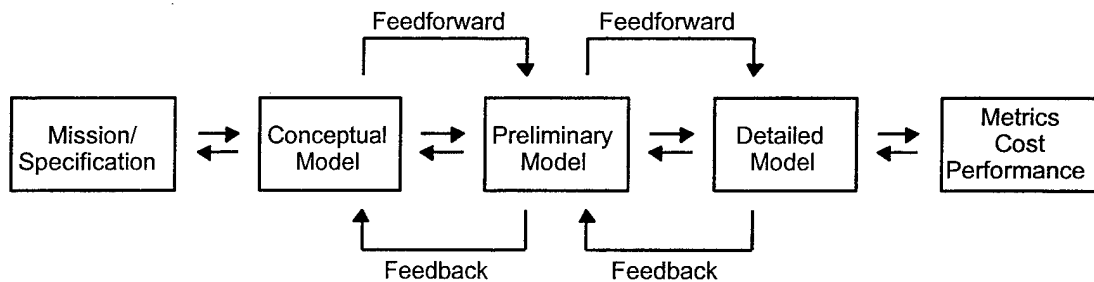 Feedforward
Feedforward
Mission/
Specification
Conceptual
Model
Preliminary
Model
Detailed
Model
Metrics
Cost
Performance
Feedback
Feedback